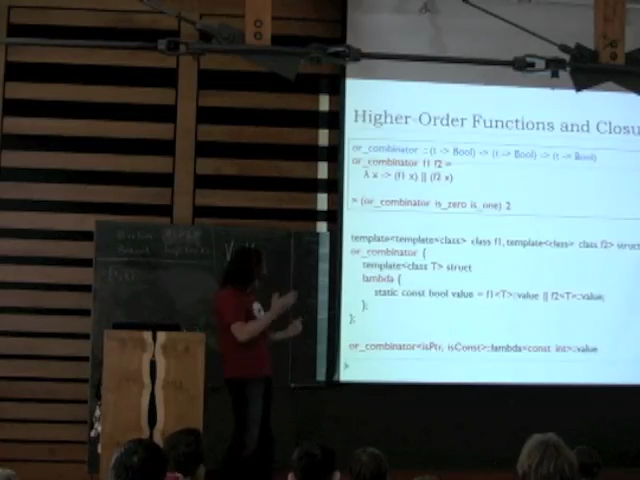 Higher-Order Functions and Closu
or_combinator :: (t -> Bool) -> (t -> Bool) -> (t -> Bool)
or_combinator f1 f2 =
λ x -> (f1 x) || (f2 x)
> (or_combinator is_zero is_one) 2
template<template<class> class f1, template<class> class f2> struct
or_combinator {
template<class T> struct
lambda {
static const bool value = f1<T>::value || f2<T>::value;
};
};
or_combinator<isPtr, isConst>::lambda<const int>::value